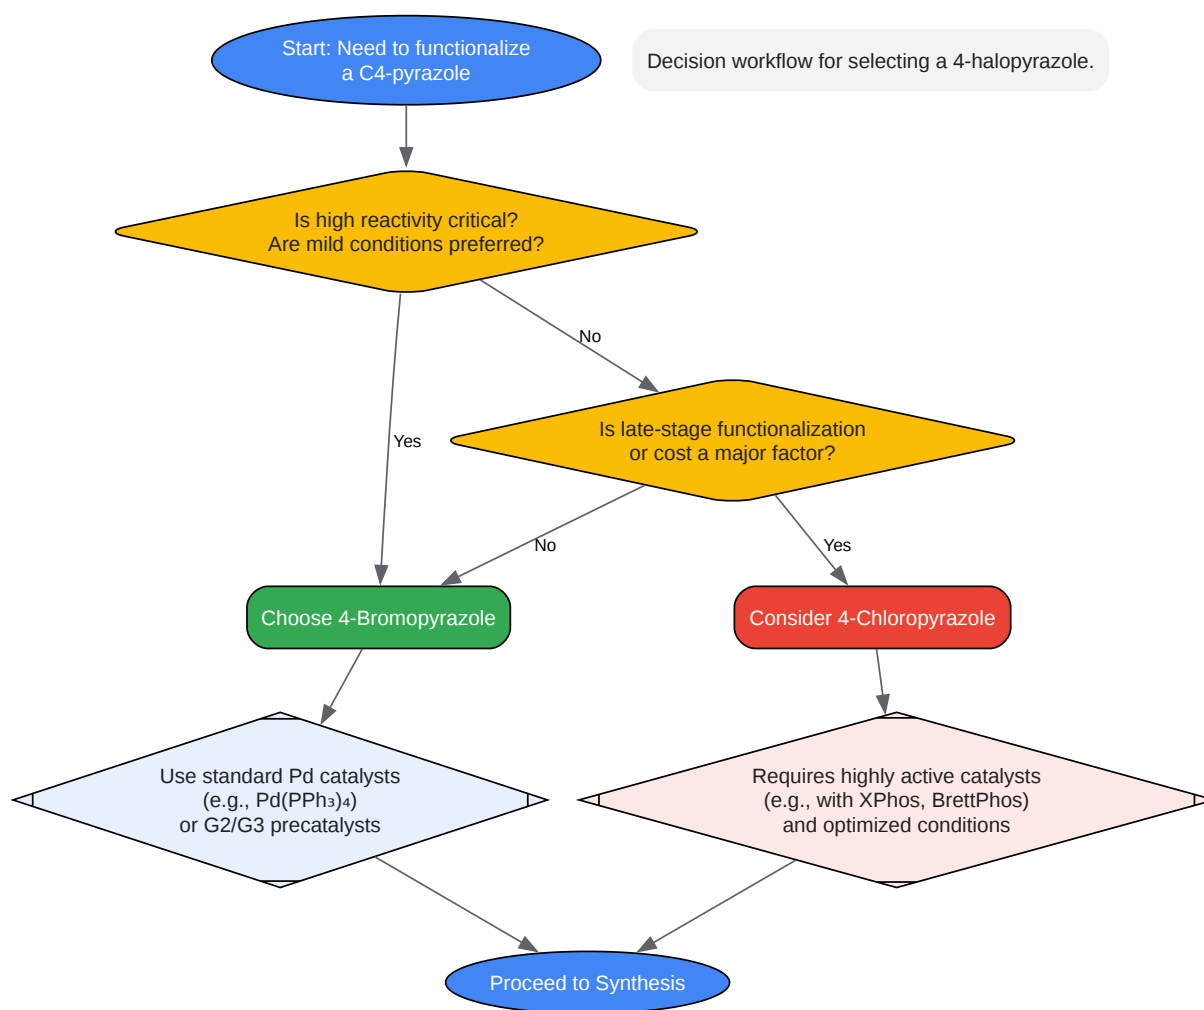 Start: Need to functionalize
a C4-pyrazole
Decision workflow for selecting a 4-halopyrazole.
Is high reactivity critical?
Are mild conditions preferred?
No
Yes
Is late-stage functionalization
or cost a major factor?
No
Yes
Choose 4-Bromopyrazole
Consider 4-Chloropyrazole
Use standard Pd catalysts
(e.g., Pd(PPh₃)₄)
or G2/G3 precatalysts
Requires highly active catalysts
(e.g., with XPhos, BrettPhos)
and optimized conditions
Proceed to Synthesis